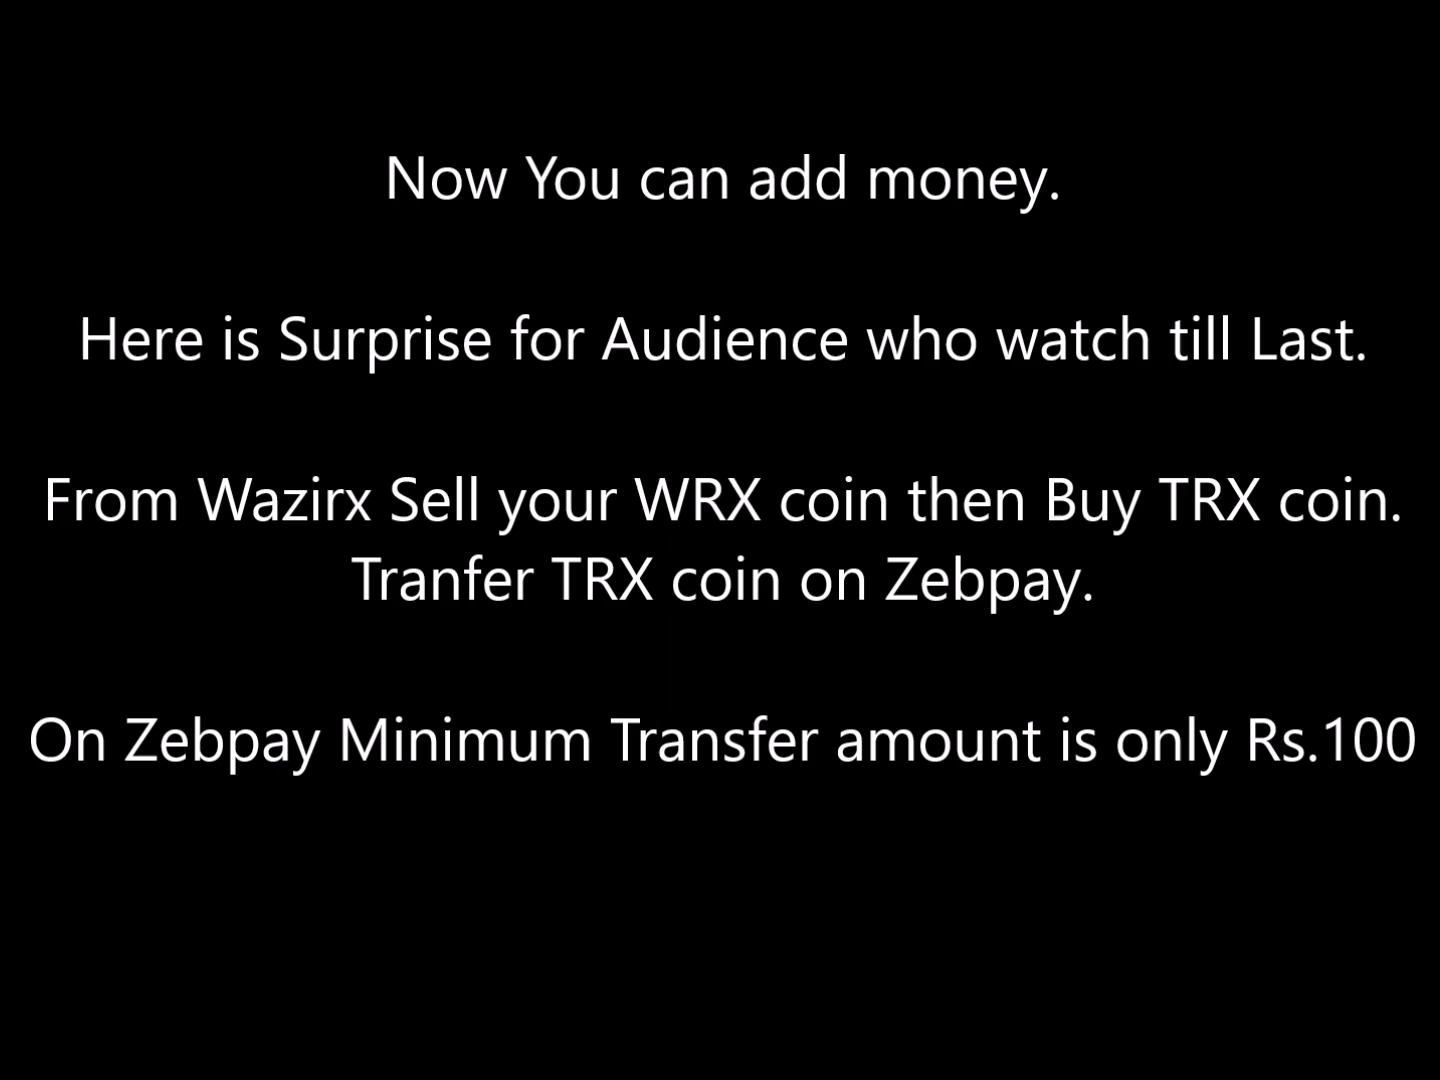 Now You can add money.
Here is Surprise for Audience who watch till Last.
From Wazirx Sell your WRX coin then Buy TRX coin.
Tranfer TRX coin on Zebpay.
On Zebpay Minimum Transfer amount is only Rs.100